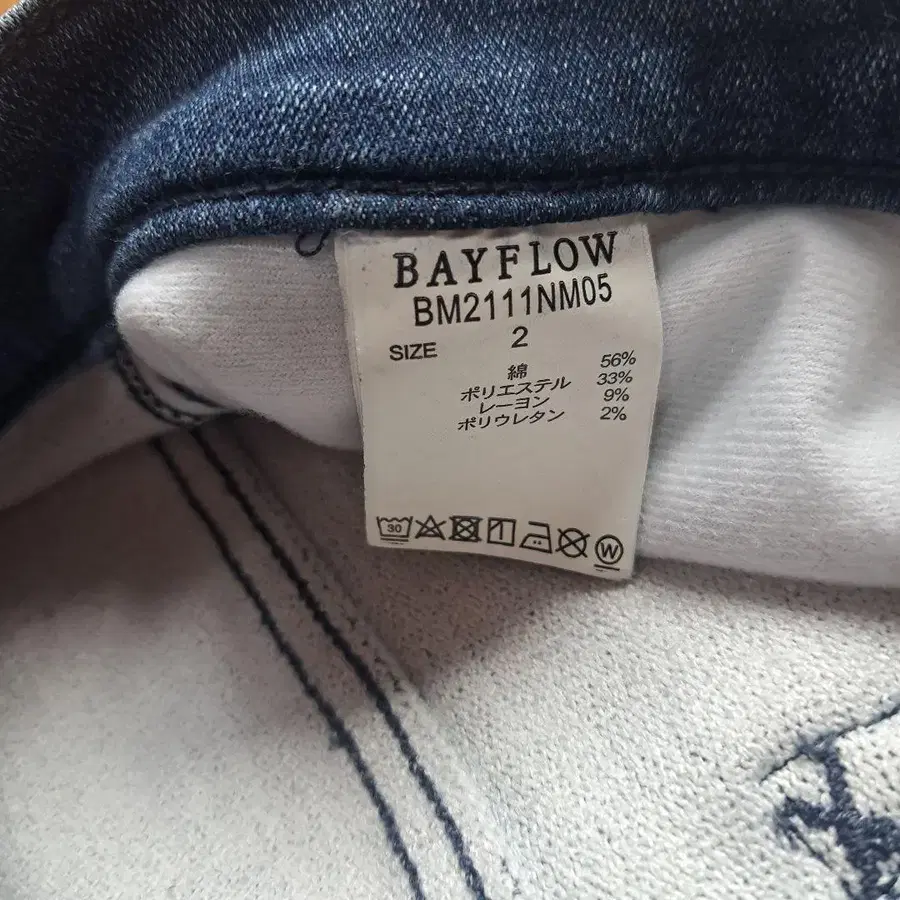 BAYFLOW
BM2111NM05
SIZE 2
綿 56%
ポリエステル 33%
レーヨン 9%
ポリウレタン 2%
30
W